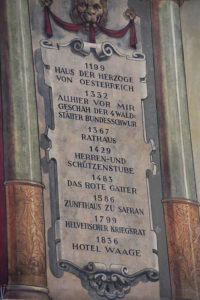 1199
HAUS DER HERZOGE
VON OESTERREICH
1332
ALLHIER VOR MIR
GESCHAH DER 4 WALD-
STÄTTER BUNDESSCHWUR
1367
RATHAUS
1429
HERREN-UND
SCHÜTZENSTUBE
1483
DAS ROTE GATTER
1586
ZUNFTHAUS ZU SAFRAN
1799
HELVETISCHER KRIEGSRAT
1836
HOTEL WAAGE